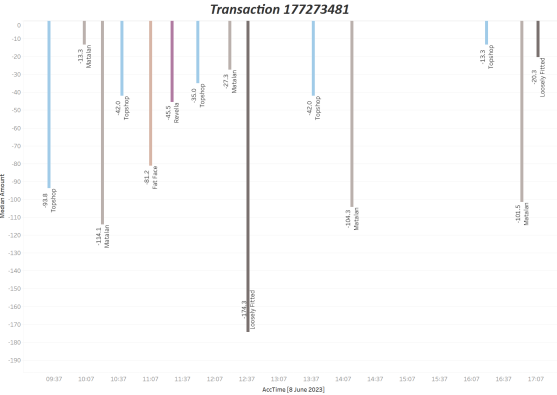 Transaction 177273481
0
-10
-20
-30
-40
-50
-60
-70
-80
-90
-100
-110
-120
-130
-140
-150
-160
-170
-180
-190
Median Amount
-93.8
Topshop
-13.3
Matalan
-114.1
Matalan
-42.0
Topshop
-81.2
Fat Face
-45.5
Revella
-35.0
Topshop
-27.3
Matalan
-174.3
Loosely Fitted
-42.0
Topshop
-104.3
Matalan
-13.3
Topshop
-101.5
Matalan
-20.3
Loosely Fitted
09:37 10:07 10:37 11:07 11:37 12:07 12:37 13:07 13:37 14:07 14:37 15:07 15:37 16:07 16:37 17:07
AccTime [8 June 2023]